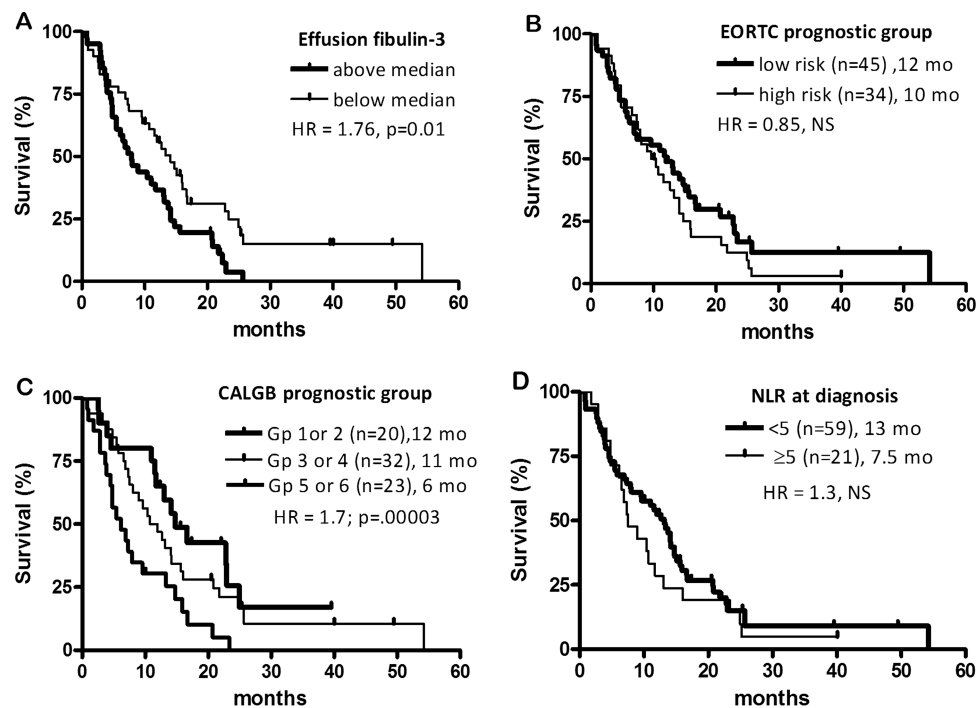 A
Effusion fibulin-3
above median
below median
HR = 1.76, p=0.01
Survival (%)
100
75
50
25
0
0 10 20 30 40 50 60
months
B
EORTC prognostic group
low risk (n=45) ,12 mo
high risk (n=34), 10 mo
HR = 0.85, NS
Survival (%)
100
75
50
25
0
0 10 20 30 40 50 60
months
C
CALGB prognostic group
Gp 1or 2 (n=20),12 mo
Gp 3 or 4 (n=32), 11 mo
Gp 5 or 6 (n=23), 6 mo
HR = 1.7; p=.00003
Survival (%)
100
75
50
25
0
0 10 20 30 40 50 60
months
D
NLR at diagnosis
<5 (n=59), 13 mo
≥5 (n=21), 7.5 mo
HR = 1.3, NS
Survival (%)
100
75
50
25
0
0 10 20 30 40 50 60
months